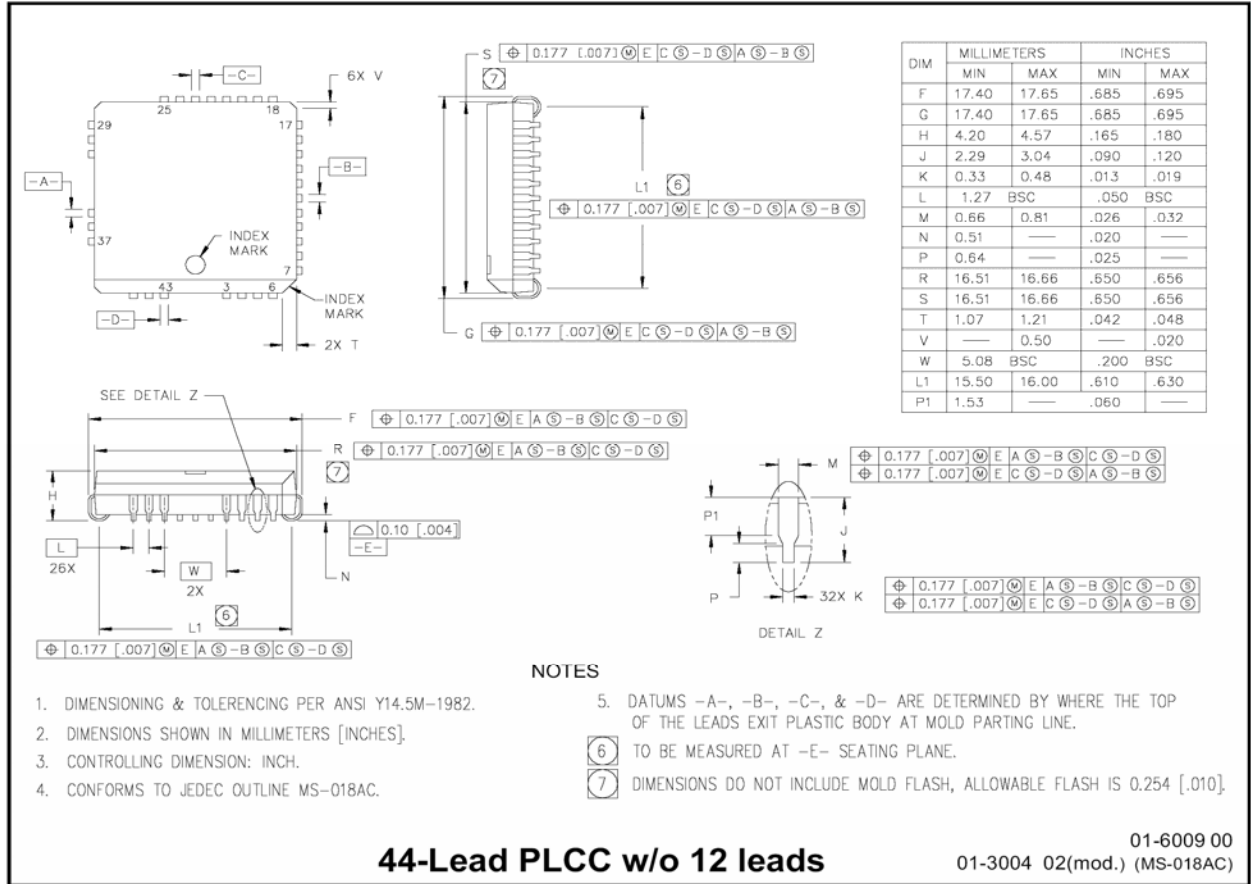 S ⌖ 0.177 [.007] Ⓜ E C Ⓢ -D Ⓢ A Ⓢ -B Ⓢ
7
-C-
6X V
25
18
29
17
-B-
-A-
L1 6
⌖ 0.177 [.007] Ⓜ E C Ⓢ -D Ⓢ A Ⓢ -B Ⓢ
37
INDEX
MARK
7
43
3
6
INDEX
MARK
-D-
2X T
G ⌖ 0.177 [.007] Ⓜ E C Ⓢ -D Ⓢ A Ⓢ -B Ⓢ
DIM MILLIMETERS INCHES
MIN MAX MIN MAX
F 17.40 17.65 .685 .695
G 17.40 17.65 .685 .695
H 4.20 4.57 .165 .180
J 2.29 3.04 .090 .120
K 0.33 0.48 .013 .019
L 1.27 BSC .050 BSC
M 0.66 0.81 .026 .032
N 0.51 — .020 —
P 0.64 — .025 —
R 16.51 16.66 .650 .656
S 16.51 16.66 .650 .656
T 1.07 1.21 .042 .048
V — 0.50 — .020
W 5.08 BSC .200 BSC
L1 15.50 16.00 .610 .630
P1 1.53 — .060 —
SEE DETAIL Z
F ⌖ 0.177 [.007] Ⓜ E A Ⓢ -B Ⓢ C Ⓢ -D Ⓢ
R ⌖ 0.177 [.007] Ⓜ E A Ⓢ -B Ⓢ C Ⓢ -D Ⓢ
7
H
⌓ 0.10 [.004]
-E-
L
26X
W
2X
N
6
L1
⌖ 0.177 [.007] Ⓜ E A Ⓢ -B Ⓢ C Ⓢ -D Ⓢ
M
⌖ 0.177 [.007] Ⓜ E A Ⓢ -B Ⓢ C Ⓢ -D Ⓢ
⌖ 0.177 [.007] Ⓜ E C Ⓢ -D Ⓢ A Ⓢ -B Ⓢ
P1
J
P
32X K
⌖ 0.177 [.007] Ⓜ E A Ⓢ -B Ⓢ C Ⓢ -D Ⓢ
⌖ 0.177 [.007] Ⓜ E C Ⓢ -D Ⓢ A Ⓢ -B Ⓢ
DETAIL Z
NOTES
1. DIMENSIONING & TOLERENCING PER ANSI Y14.5M-1982.
2. DIMENSIONS SHOWN IN MILLIMETERS [INCHES].
3. CONTROLLING DIMENSION: INCH.
4. CONFORMS TO JEDEC OUTLINE MS-018AC.
5. DATUMS -A-, -B-, -C-, & -D- ARE DETERMINED BY WHERE THE TOP
OF THE LEADS EXIT PLASTIC BODY AT MOLD PARTING LINE.
6 TO BE MEASURED AT -E- SEATING PLANE.
7 DIMENSIONS DO NOT INCLUDE MOLD FLASH, ALLOWABLE FLASH IS 0.254 [.010].
44-Lead PLCC w/o 12 leads
01-6009 00
01-3004 02(mod.) (MS-018AC)